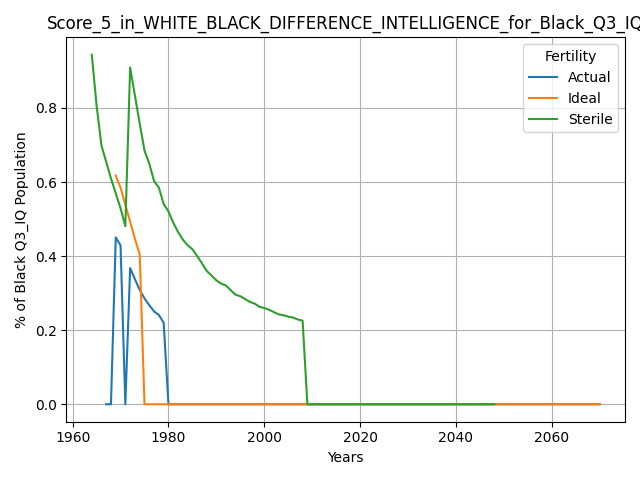 Score_5_in_WHITE_BLACK_DIFFERENCE_INTELLIGENCE_for_Black_Q3_IQ
Fertility
Actual
Ideal
Sterile
% of Black Q3_IQ Population
0.8
0.6
0.4
0.2
0.0
1960 1980 2000 2020 2040 2060
Years